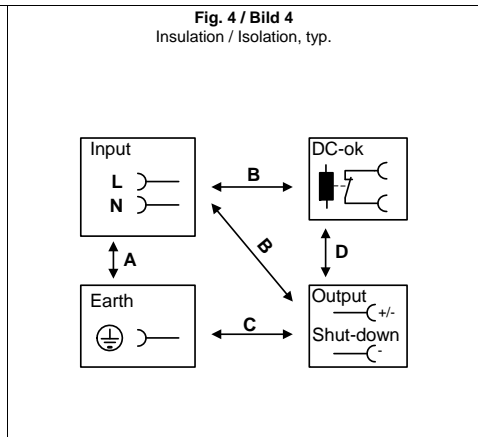 Fig. 4 / Bild 4
Insulation / Isolation, typ.
Input
L
N
B
DC-ok
A
B
D
Earth
C
Output
+/-
Shut-down
-